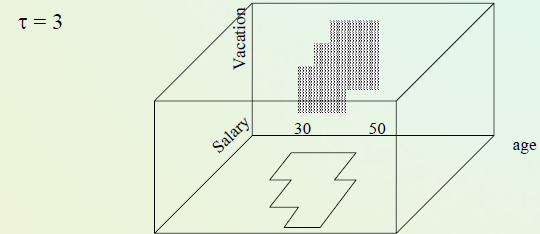 τ = 3
Vacation
Salary
30
50
age